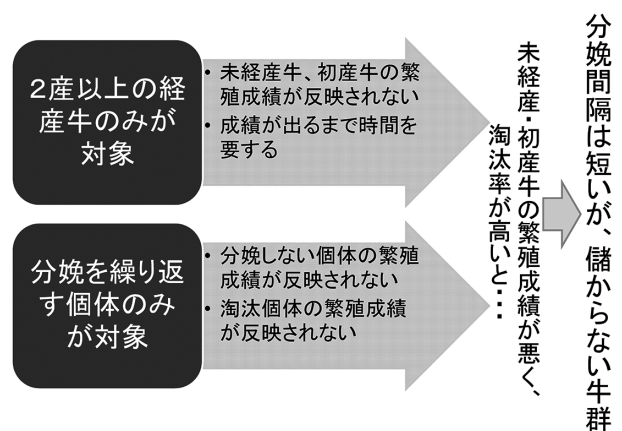 ２産以上の経
産牛のみが
対象
• 未経産牛、初産牛の繁
殖成績が反映されない
• 成績が出るまで時間を
要する
分娩を繰り返
す個体のみ
が対象
• 分娩しない個体の繁殖
成績が反映されない
• 淘汰個体の繁殖成績
が反映されない
未経産・初産牛の繁殖成績が悪く、
淘汰率が高いと・・・
分娩間隔は短いが、儲からない牛群